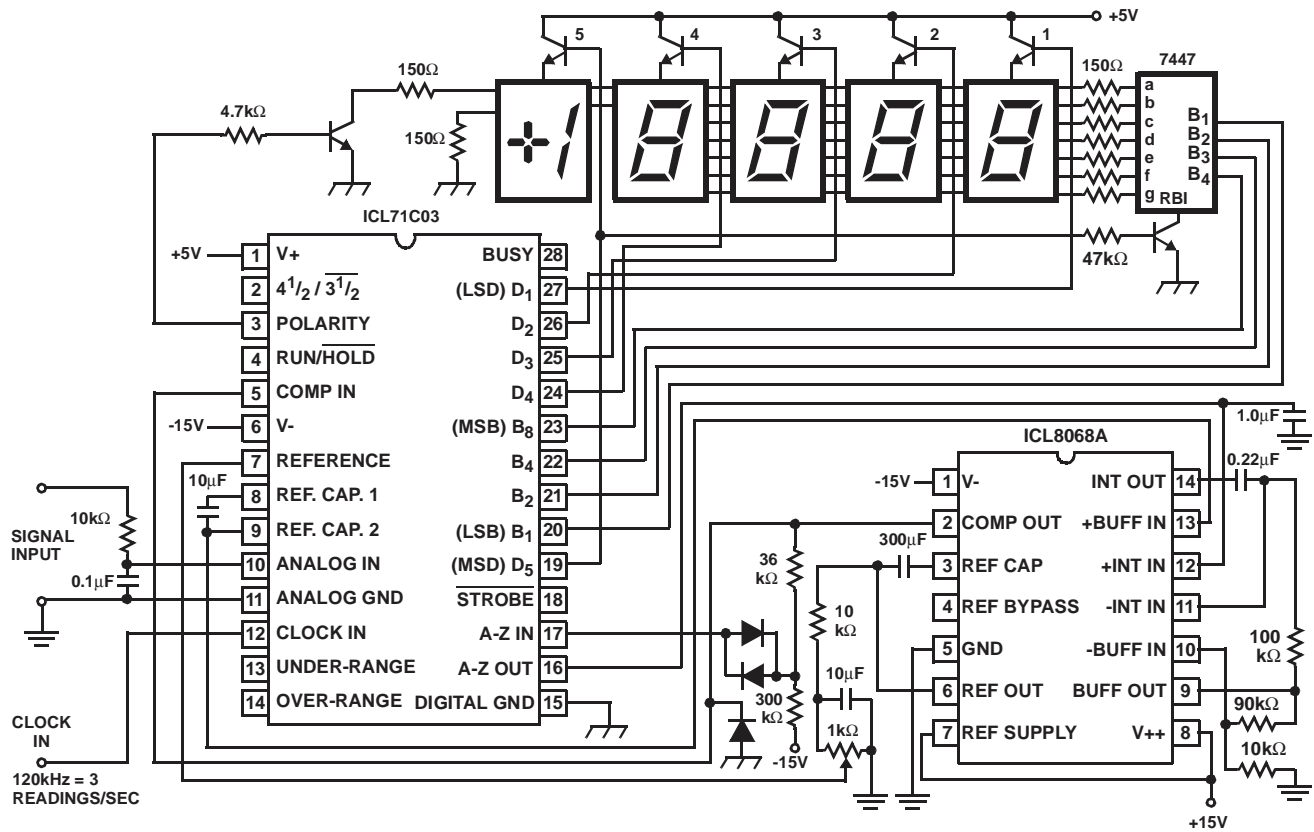 +5V
5
4
3
2
1
7447
150Ω
150Ω
4.7kΩ
150Ω
a
b
c
d
e
f
g
B1
B2
B3
B4
RBI
+1
8
8
8
8
47kΩ
ICL71C03
+5V
1 V+
2 4 1/2 / 3 1/2
3 POLARITY
4 RUN/HOLD
5 COMP IN
-15V
6 V-
7 REFERENCE
8 REF. CAP. 1
9 REF. CAP. 2
10 ANALOG IN
11 ANALOG GND
12 CLOCK IN
13 UNDER-RANGE
14 OVER-RANGE
BUSY 28
(LSD) D1 27
D2 26
D3 25
D4 24
(MSB) B8 23
B4 22
B2 21
(LSB) B1 20
(MSD) D5 19
STROBE 18
A-Z IN 17
A-Z OUT 16
DIGITAL GND 15
10µF
SIGNAL
INPUT
10kΩ
0.1µF
CLOCK
IN
120kHz = 3
READINGS/SEC
36
kΩ
300
kΩ
-15V
10
kΩ
10µF
1kΩ
300µF
1.0µF
ICL8068A
0.22µF
-15V
1 V-
2 COMP OUT
3 REF CAP
4 REF BYPASS
5 GND
6 REF OUT
7 REF SUPPLY
INT OUT 14
+BUFF IN 13
+INT IN 12
-INT IN 11
-BUFF IN 10
BUFF OUT 9
V++ 8
100
kΩ
90kΩ
10kΩ
+15V